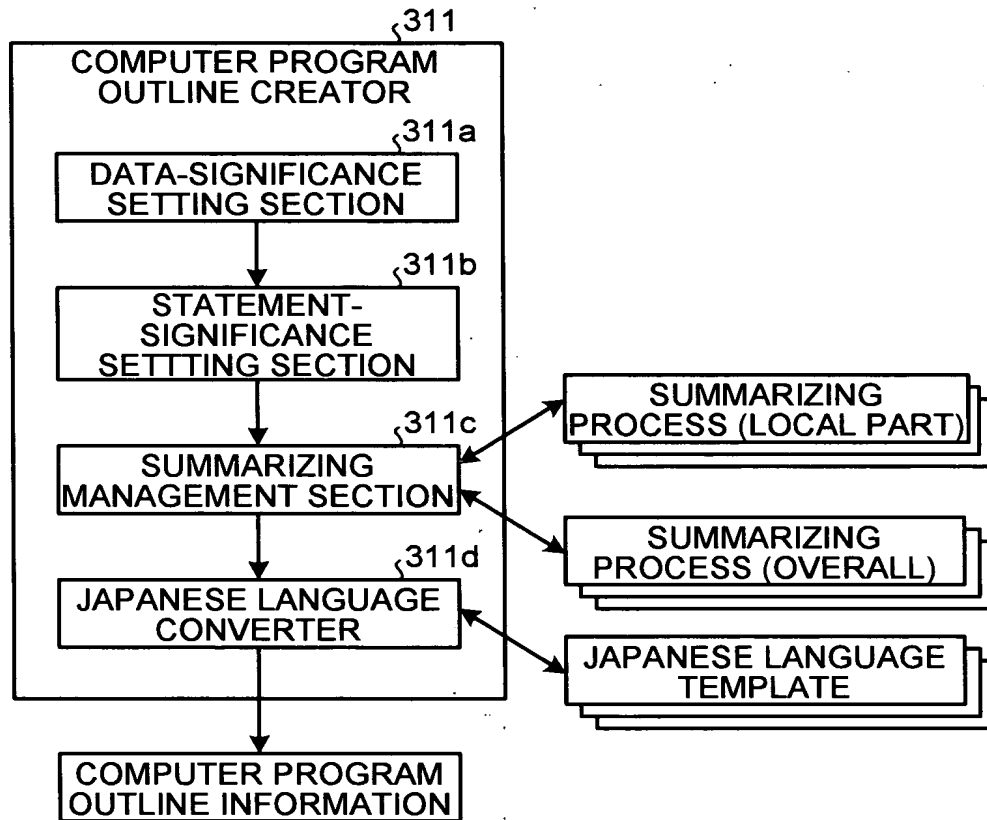 311
COMPUTER PROGRAM
OUTLINE CREATOR
311a
DATA-SIGNIFICANCE
SETTING SECTION
311b
STATEMENT-
SIGNIFICANCE
SETTTING SECTION
311c
SUMMARIZING
MANAGEMENT SECTION
SUMMARIZING
PROCESS (LOCAL PART)
SUMMARIZING
PROCESS (OVERALL)
311d
JAPANESE LANGUAGE
CONVERTER
JAPANESE LANGUAGE
TEMPLATE
COMPUTER PROGRAM
OUTLINE INFORMATION